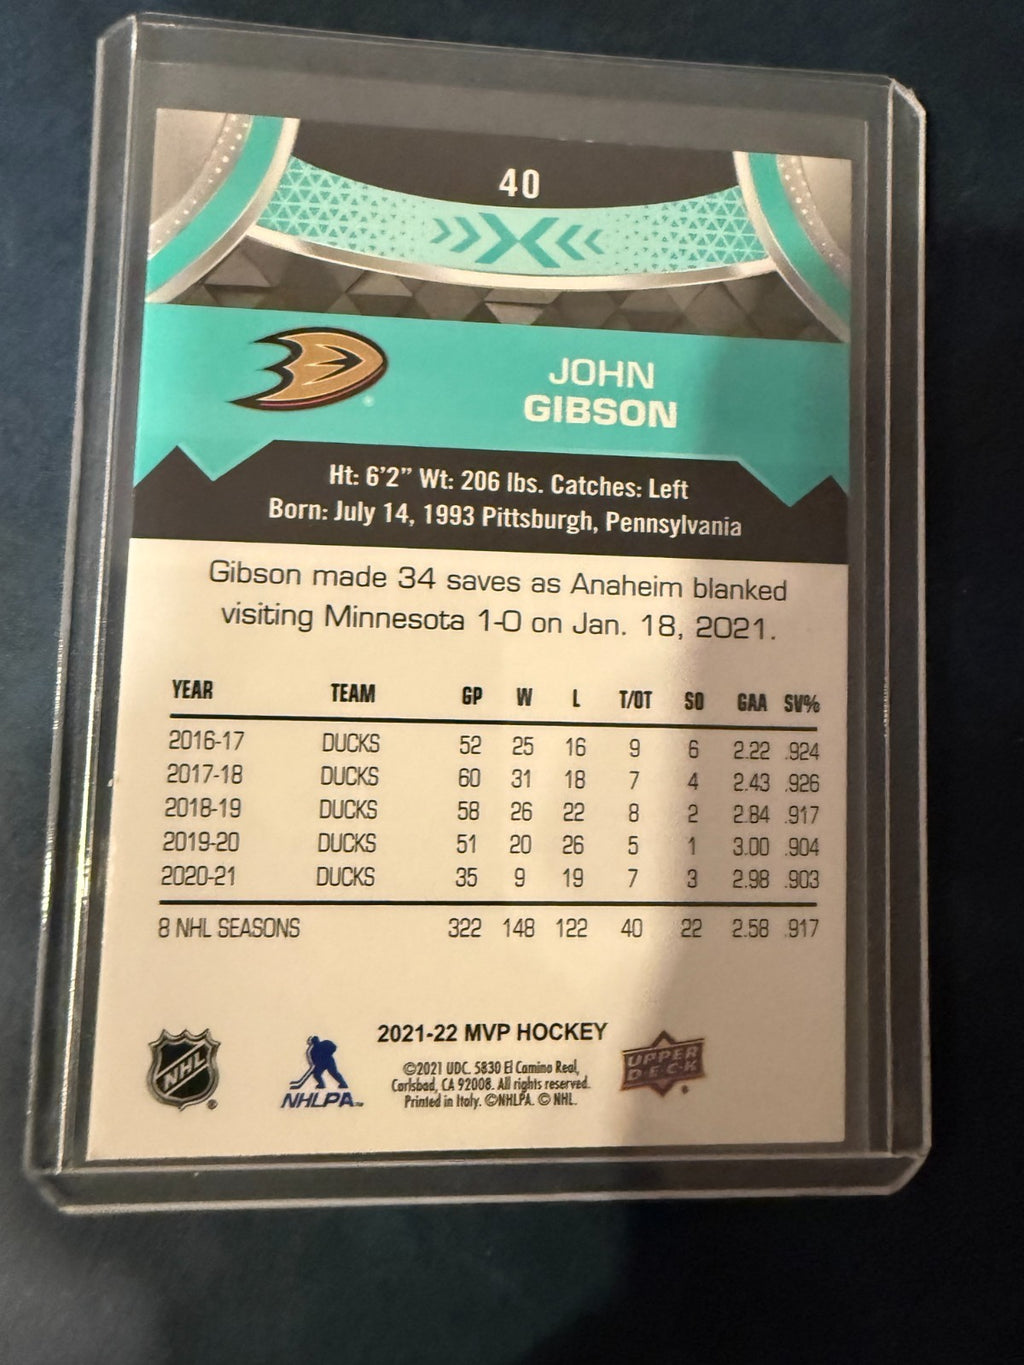 40
JOHN
GIBSON
Ht: 6'2" Wt: 206 lbs. Catches: Left
Born: July 14, 1993 Pittsburgh, Pennsylvania
Gibson made 34 saves as Anaheim blanked
visiting Minnesota 1-0 on Jan. 18, 2021.
YEAR TEAM GP W L T/OT SO GAA SV%
2016-17 DUCKS 52 25 16 9 6 2.22 .924
2017-18 DUCKS 60 31 18 7 4 2.43 .926
2018-19 DUCKS 58 26 22 8 2 2.84 .917
2019-20 DUCKS 51 20 26 5 1 3.00 .904
2020-21 DUCKS 35 9 19 7 3 2.98 .903
8 NHL SEASONS 322 148 122 40 22 2.58 .917
2021-22 MVP HOCKEY
©2021 UDC. 5830 El Camino Real,
Carlsbad, CA 92008. All rights reserved.
Printed in Italy. ©NHLPA. © NHL.
NHL
NHLPA™
UPPER
D·E·C·K